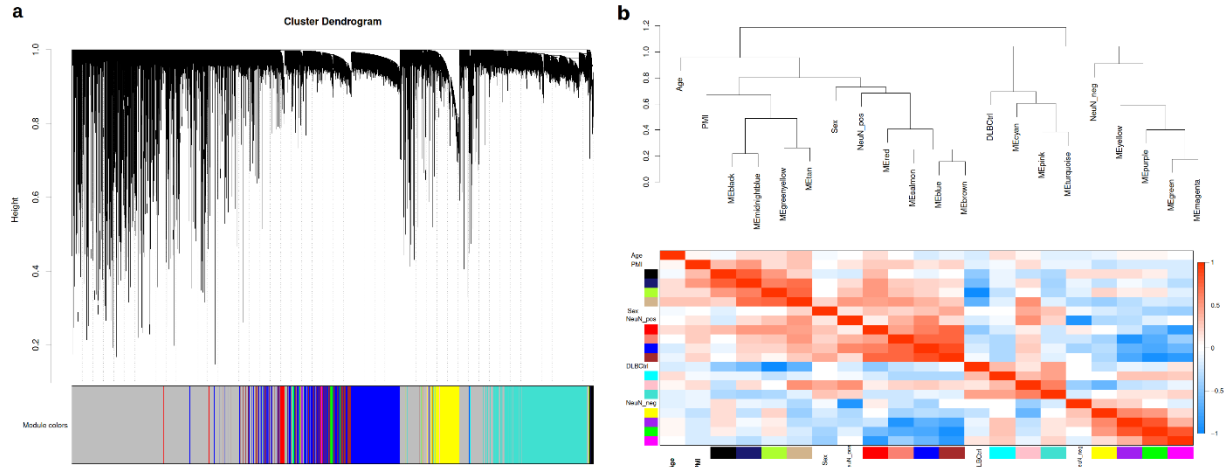 a
Cluster Dendrogram
Height
1.0
0.8
0.6
0.4
0.2
Module colors
b
1.2
1.0
0.8
0.6
0.4
0.2
0.0
Age
PMI
MEblack
MEmidnightblue
MEgreenyellow
MEtan
Sex
NeuN_pos
MEred
MEsalmon
MEblue
MEbrown
DLBCtrl
MEcyan
MEpink
MEturquoise
NeuN_neg
MEyellow
MEpurple
MEgreen
MEmagenta
Age
PMI
Sex
NeuN_pos
DLBCtrl
NeuN_neg
1
0.5
0
-0.5
-1
Age
PMI
Sex
DLBCtrl